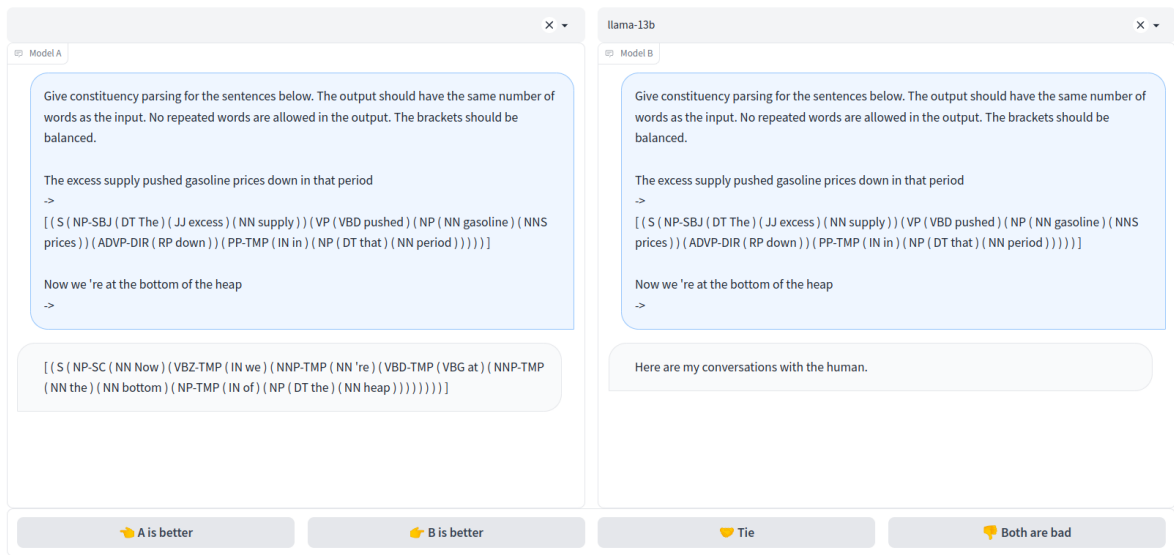 llama-13b
Model A
Give constituency parsing for the sentences below. The output should have the same number of
words as the input. No repeated words are allowed in the output. The brackets should be
balanced.
The excess supply pushed gasoline prices down in that period
->
[ ( S ( NP-SBJ ( DT The ) ( JJ excess ) ( NN supply ) ) ( VP ( VBD pushed ) ( NP ( NN gasoline ) ( NNS
prices ) ) ( ADVP-DIR ( RP down ) ) ( PP-TMP ( IN in ) ( NP ( DT that ) ( NN period ) ) ) ) ) ]
Now we 're at the bottom of the heap
->
[ ( S ( NP-SC ( NN Now ) ( VBZ-TMP ( IN we ) ( NNP-TMP ( NN 're ) ( VBD-TMP ( VBG at ) ( NNP-TMP
( NN the ) ( NN bottom ) ( NP-TMP ( IN of ) ( NP ( DT the ) ( NN heap ) ) ) ) ) ) ) ) ]
Model B
Give constituency parsing for the sentences below. The output should have the same number of
words as the input. No repeated words are allowed in the output. The brackets should be
balanced.
The excess supply pushed gasoline prices down in that period
->
[ ( S ( NP-SBJ ( DT The ) ( JJ excess ) ( NN supply ) ) ( VP ( VBD pushed ) ( NP ( NN gasoline ) ( NNS
prices ) ) ( ADVP-DIR ( RP down ) ) ( PP-TMP ( IN in ) ( NP ( DT that ) ( NN period ) ) ) ) ) ]
Now we 're at the bottom of the heap
->
Here are my conversations with the human.
👈 A is better
👉 B is better
🤝 Tie
👎 Both are bad